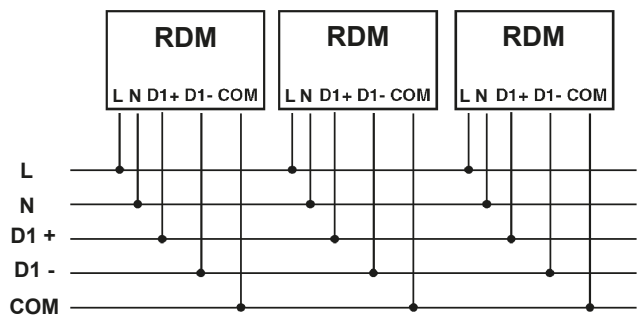 RDM RDM RDM
L N D1+ D1- COM L N D1+ D1- COM L N D1+ D1- COM
L
N
D1 +
D1 -
COM